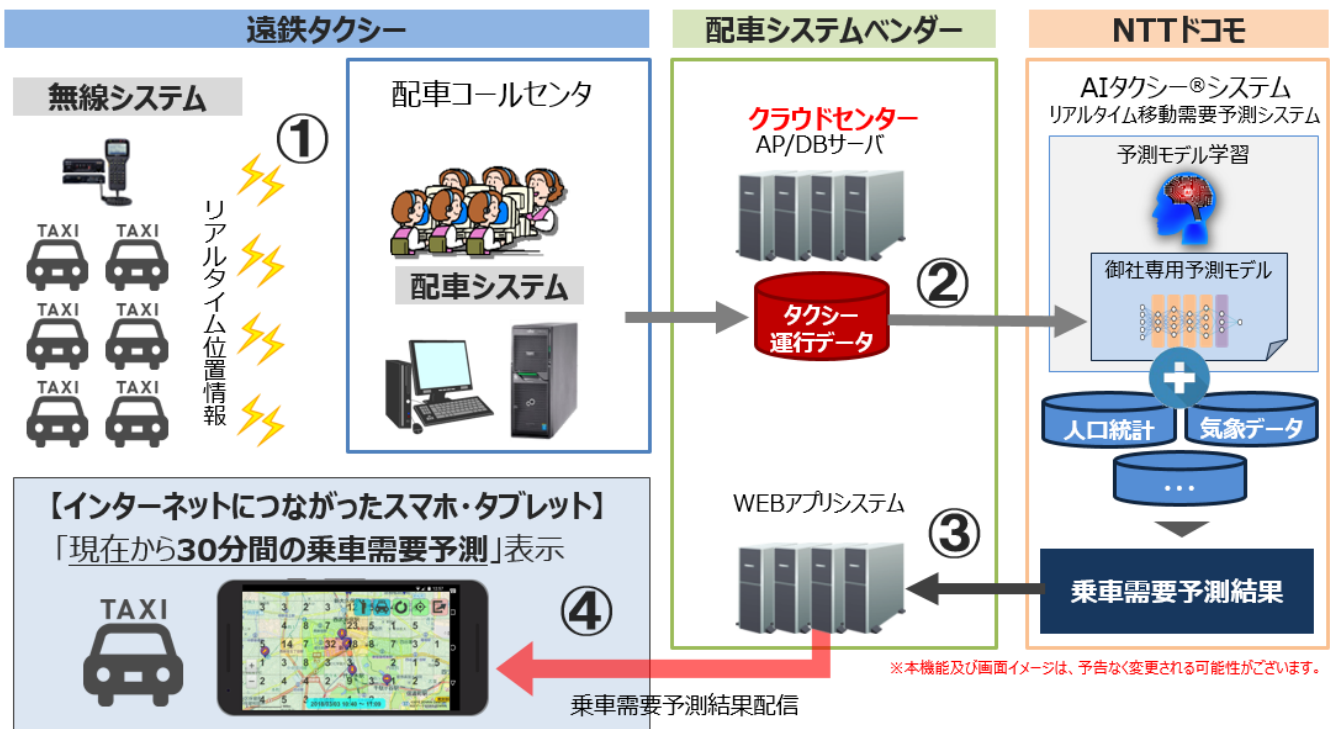 遠鉄タクシー
配車システムベンダー
NTTドコモ
無線システム
①
TAXI TAXI
TAXI TAXI
TAXI TAXI
リアルタイム位置情報
配車コールセンタ
配車システム
クラウドセンター
AP/DBサーバ
タクシー
運行データ
②
AIタクシー®システム
リアルタイム移動需要予測システム
予測モデル学習
御社専用予測モデル
人口統計
気象データ
…
乗車需要予測結果
WEBアプリシステム
③
【インターネットにつながったスマホ・タブレット】
「現在から30分間の乗車需要予測」表示
TAXI
④
乗車需要予測結果配信
※本機能及び画面イメージは、予告なく変更される可能性がございます。